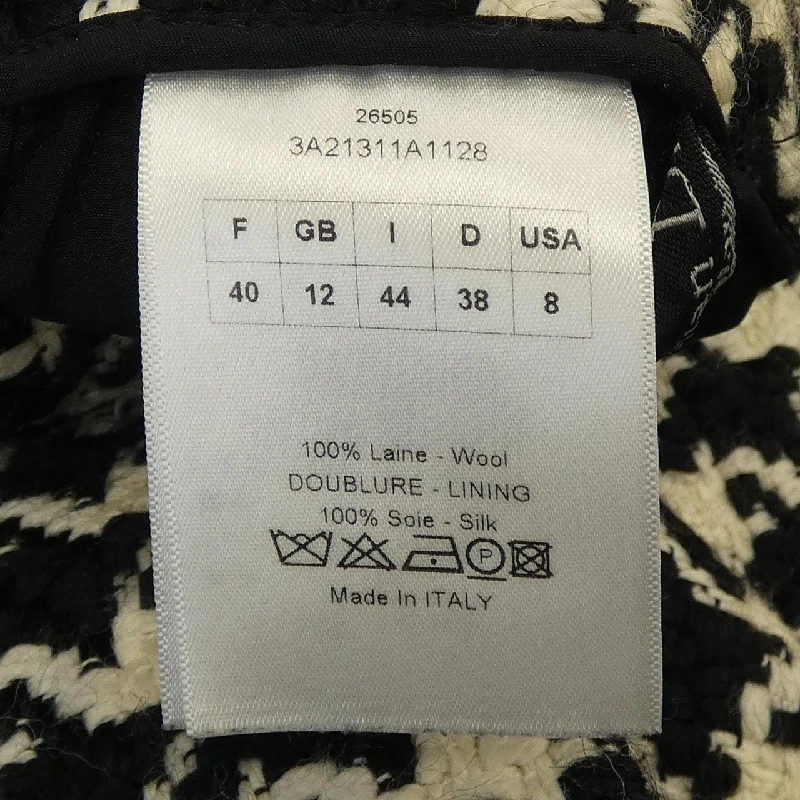 26505
3A21311A1128
F GB I D USA
40 12 44 38 8
100% Laine - Wool
DOUBLURE - LINING
100% Soie - Silk
P
Made In ITALY